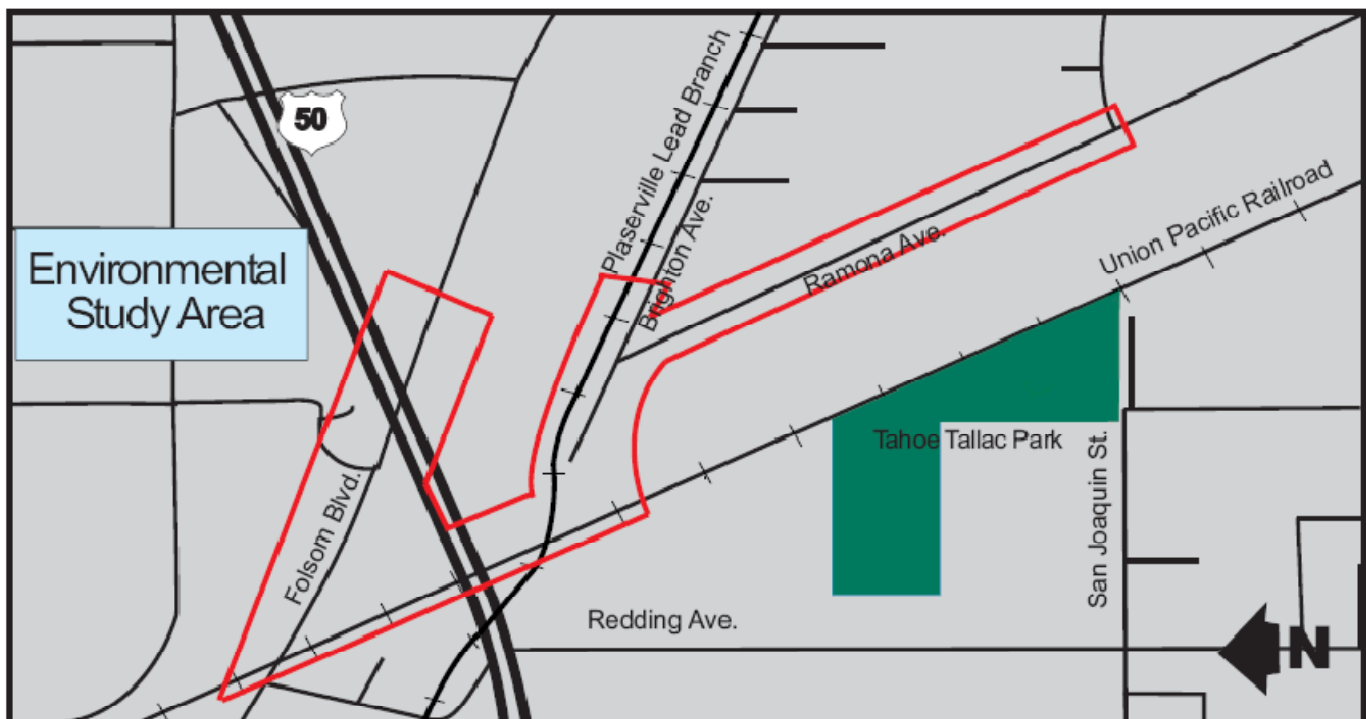 50
Plaserville Lead Branch
Brighton Ave.
Ramona Ave.
Union Pacific Railroad
Environmental
Study Area
Tahoe Tallac Park
San Joaquin St.
Folsom Blvd.
Redding Ave.
N